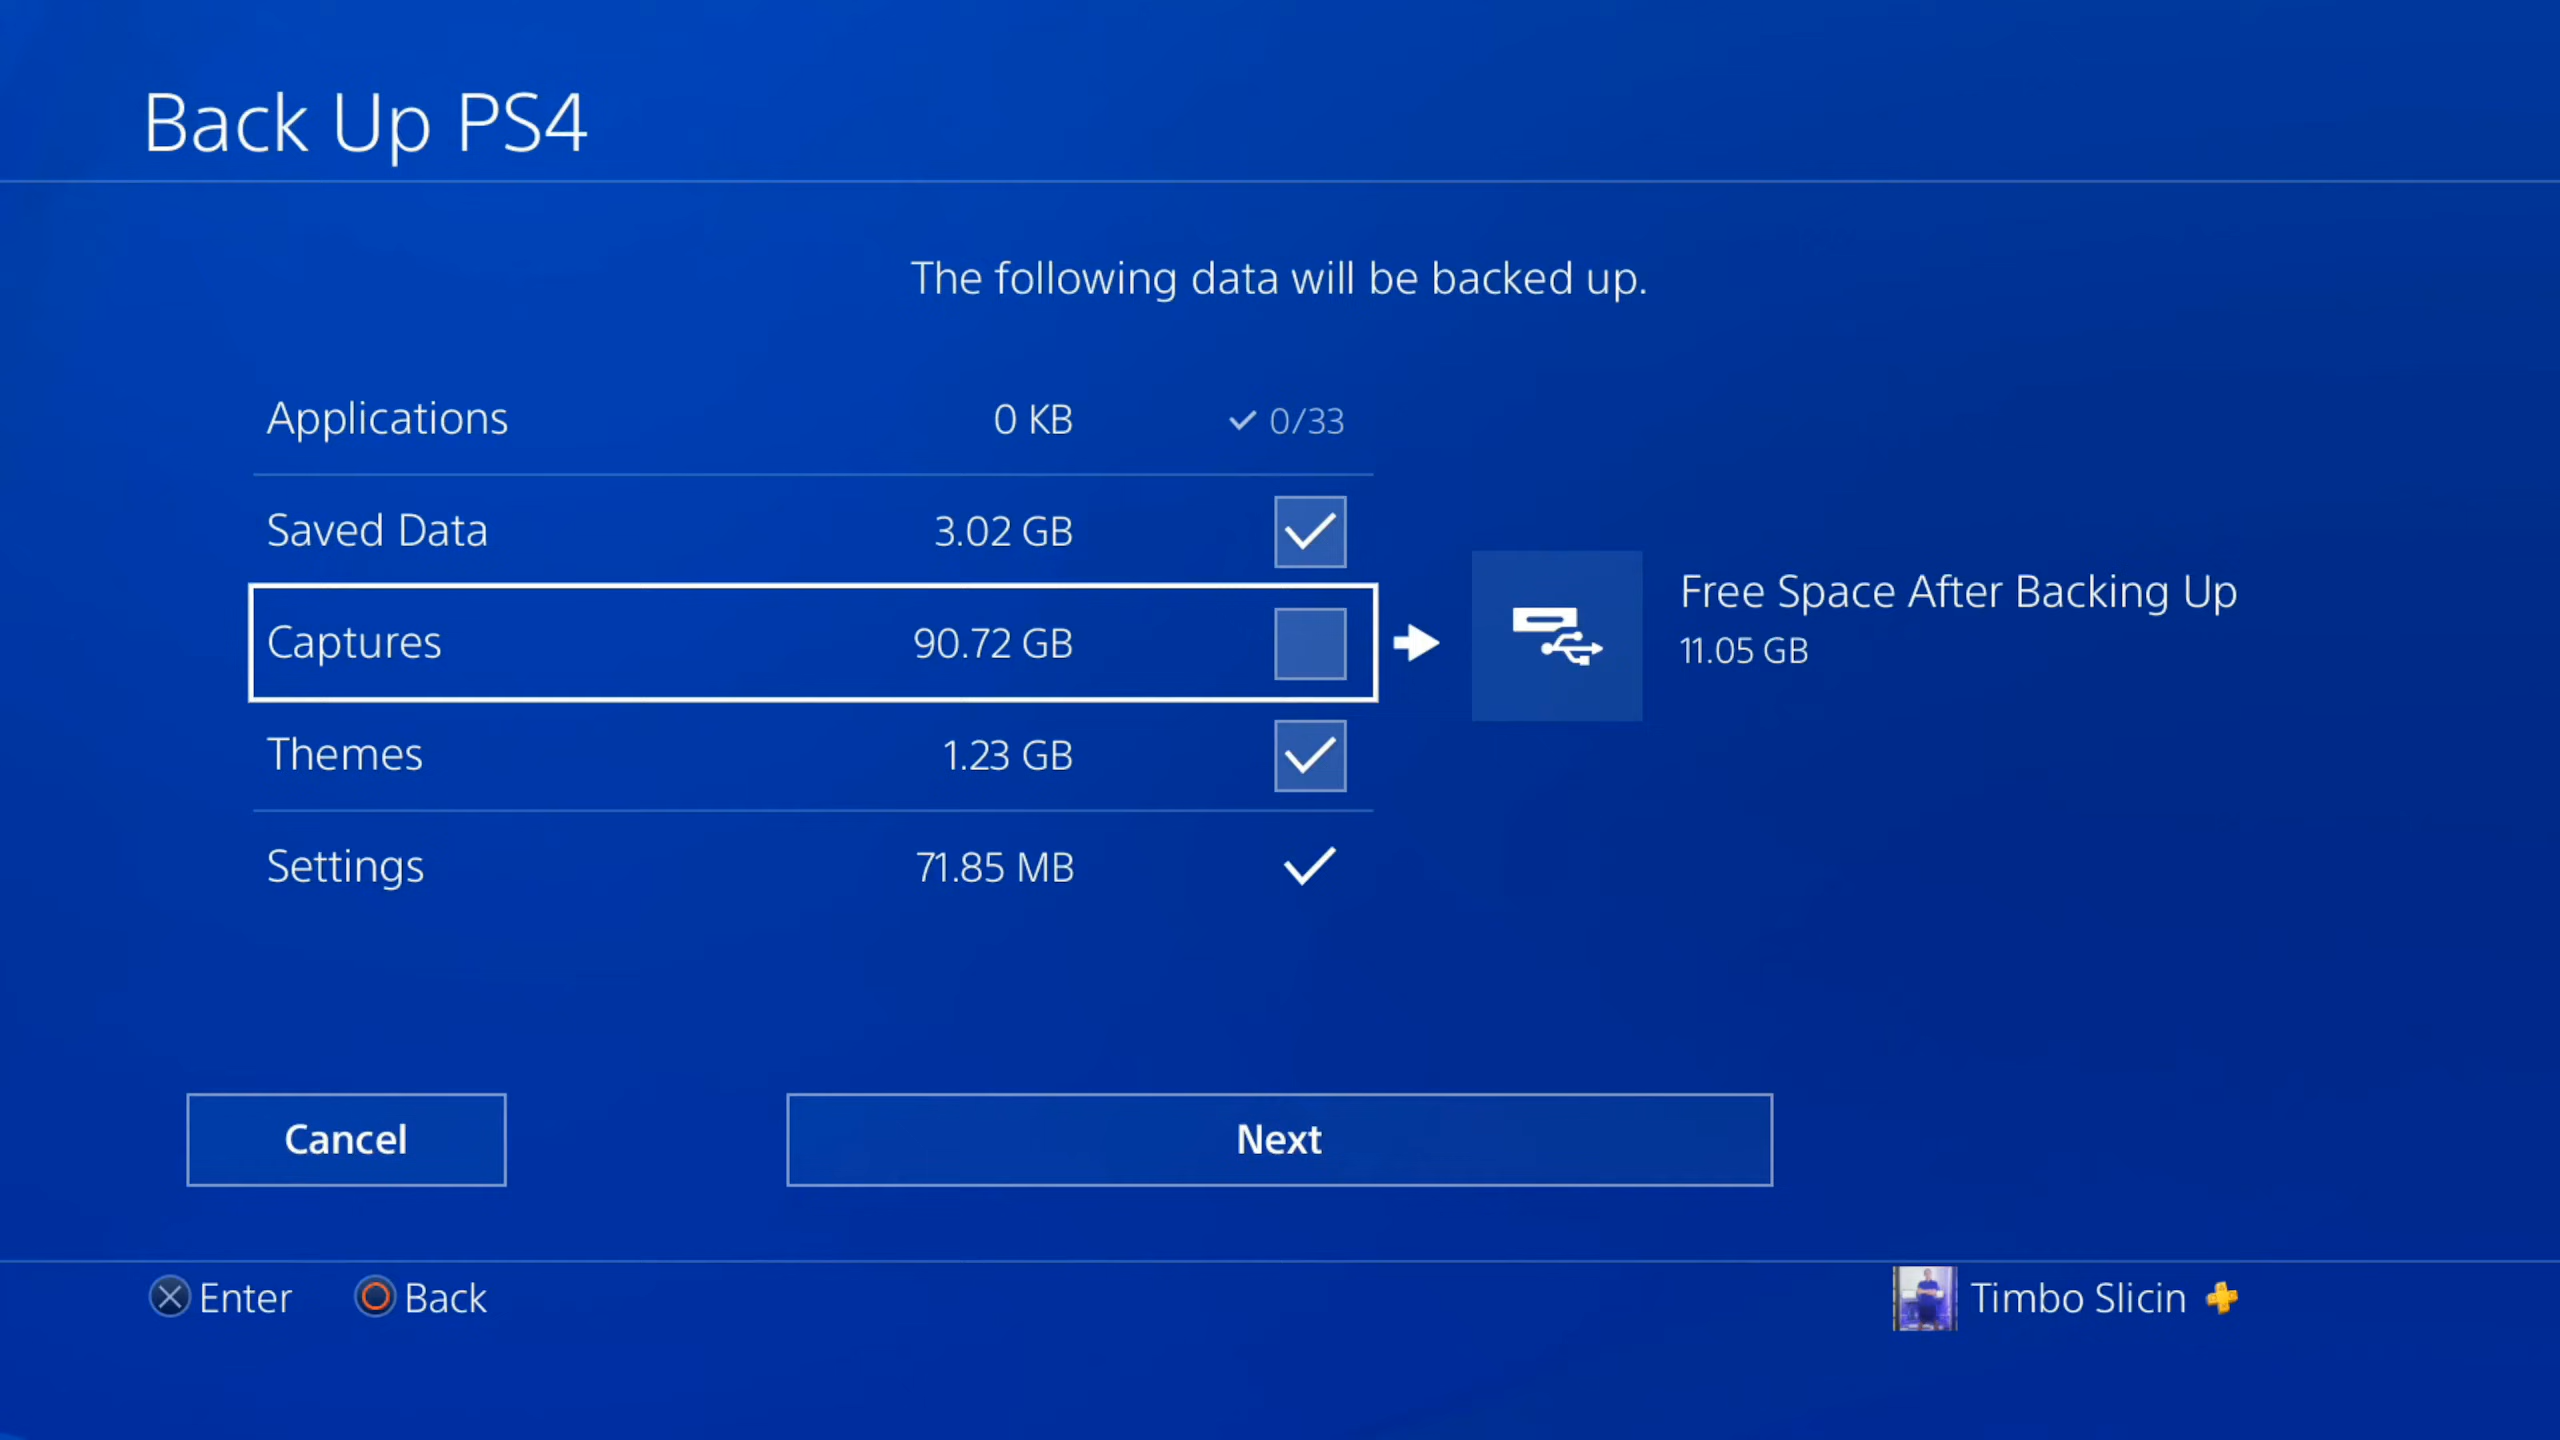 Back Up PS4
The following data will be backed up.
Applications 0 KB 0/33
Saved Data 3.02 GB
Captures 90.72 GB
Free Space After Backing Up
11.05 GB
Themes 1.23 GB
Settings 71.85 MB
Cancel Next
Enter Back Timbo Slicin